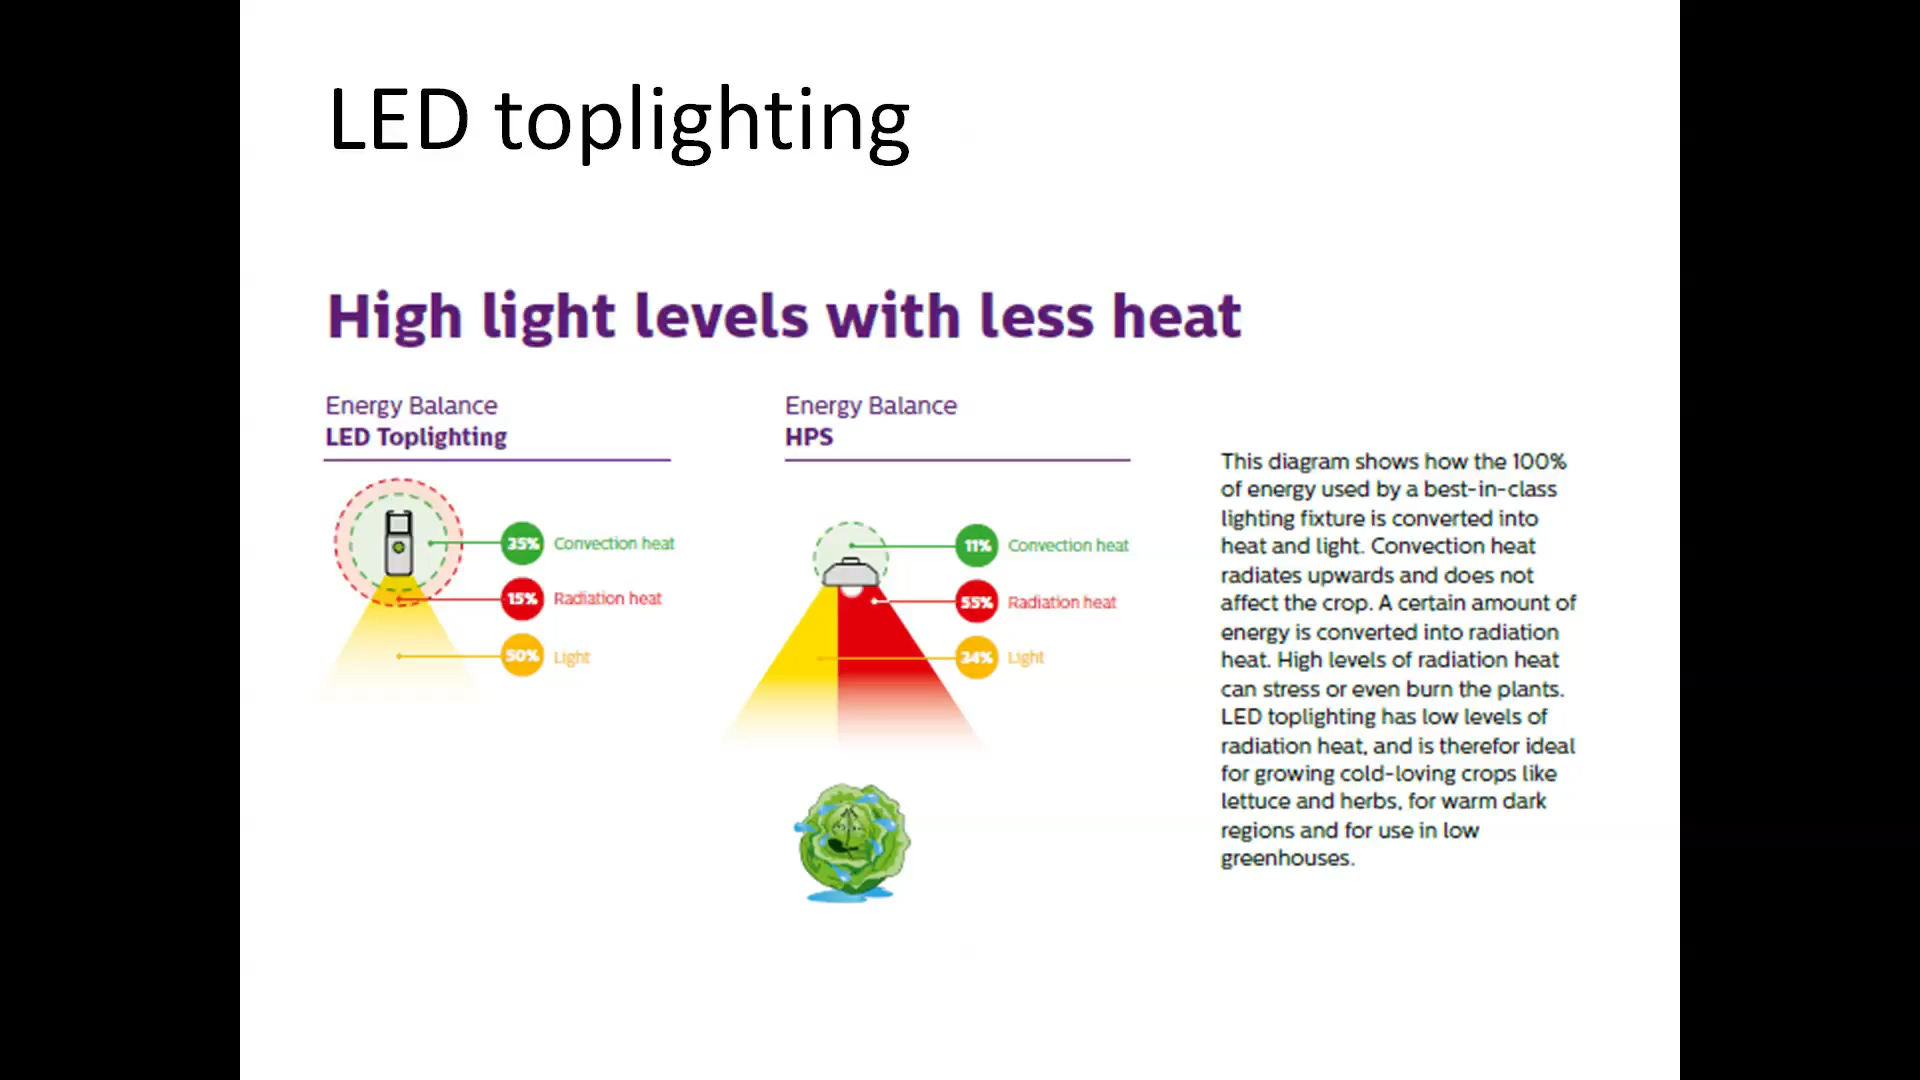 LED toplighting
High light levels with less heat
Energy Balance
LED Toplighting
35% Convection heat
15% Radiation heat
50% Light
Energy Balance
HPS
11% Convection heat
55% Radiation heat
34% Light
This diagram shows how the 100%
of energy used by a best-in-class
lighting fixture is converted into
heat and light. Convection heat
radiates upwards and does not
affect the crop. A certain amount of
energy is converted into radiation
heat. High levels of radiation heat
can stress or even burn the plants.
LED toplighting has low levels of
radiation heat, and is therefor ideal
for growing cold-loving crops like
lettuce and herbs, for warm dark
regions and for use in low
greenhouses.